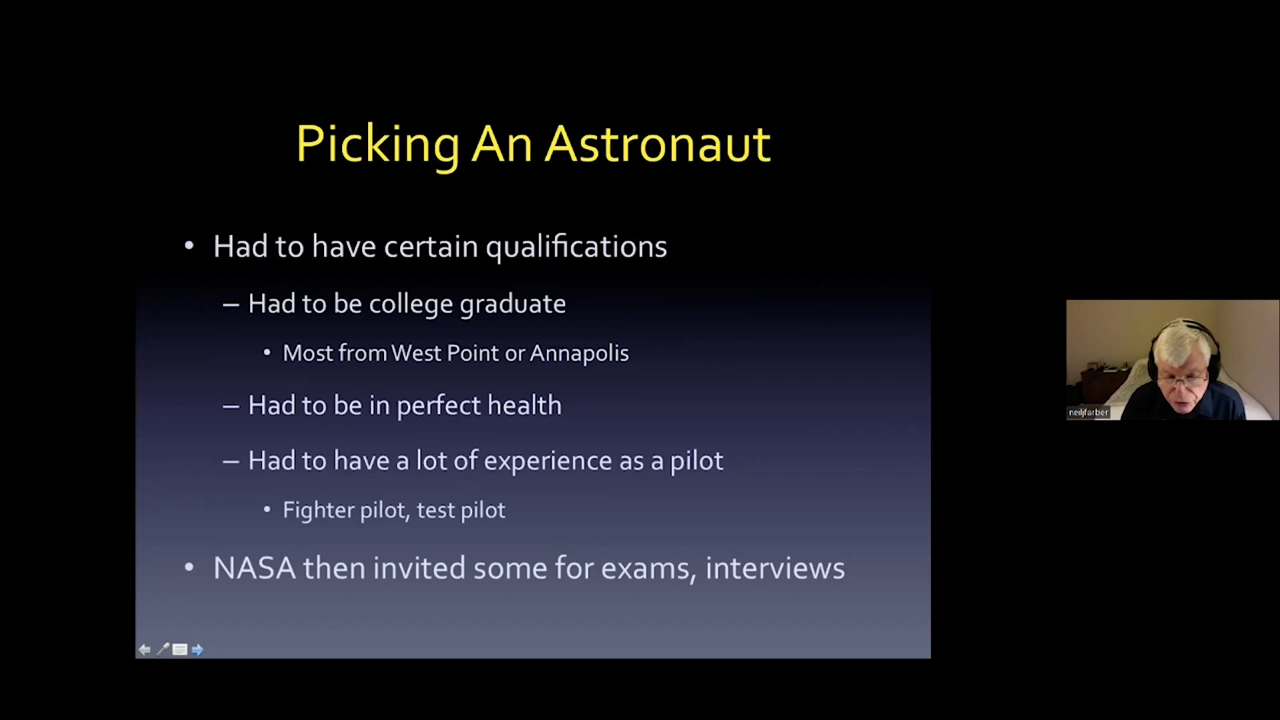 Picking An Astronaut
• Had to have certain qualifications
– Had to be college graduate
• Most from West Point or Annapolis
– Had to be in perfect health
– Had to have a lot of experience as a pilot
• Fighter pilot, test pilot
• NASA then invited some for exams, interviews
neiljfarber